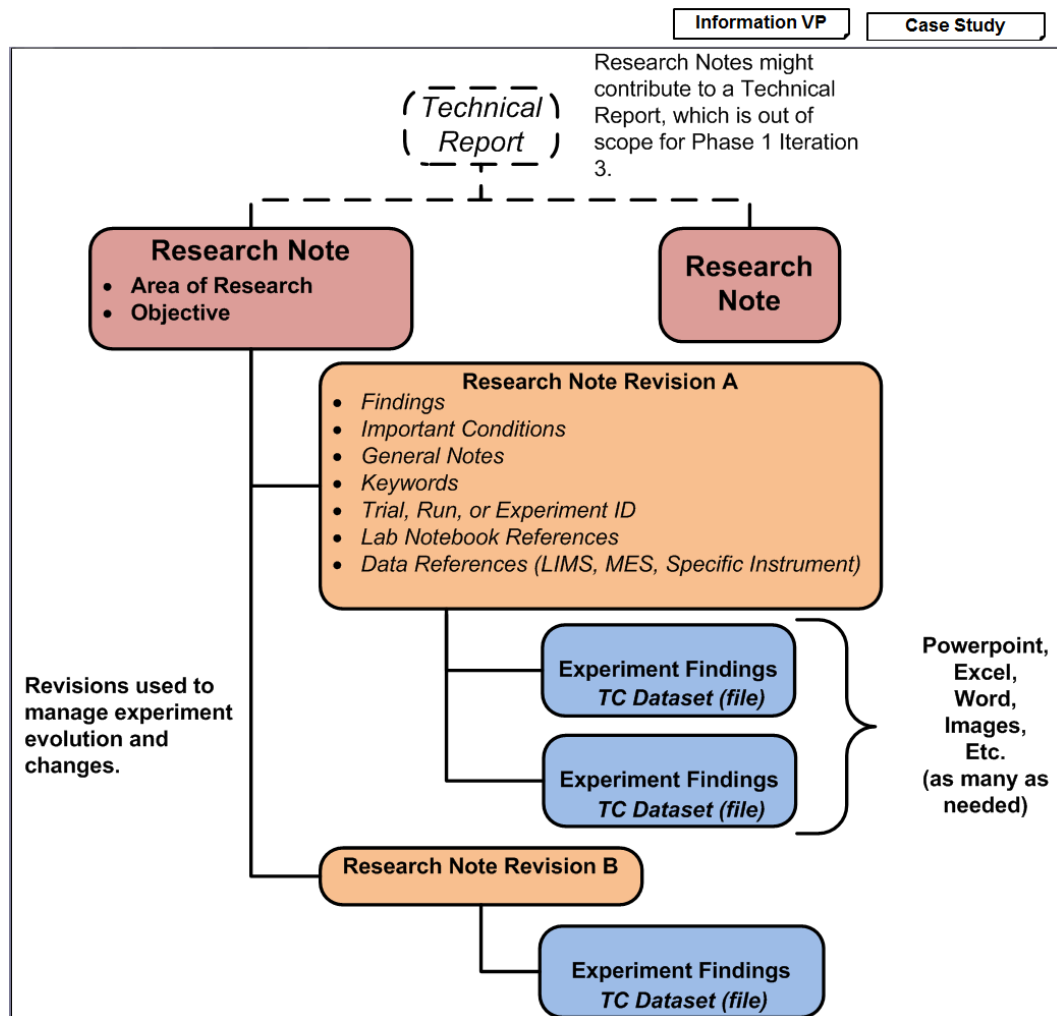 Information VP
Case Study
Technical
Report
Research Notes might
contribute to a Technical
Report, which is out of
scope for Phase 1 Iteration
3.
Research Note
• Area of Research
• Objective
Research
Note
Research Note Revision A
• Findings
• Important Conditions
• General Notes
• Keywords
• Trial, Run, or Experiment ID
• Lab Notebook References
• Data References (LIMS, MES, Specific Instrument)
Experiment Findings
TC Dataset (file)
Experiment Findings
TC Dataset (file)
Powerpoint,
Excel,
Word,
Images,
Etc.
(as many as
needed)
Revisions used to
manage experiment
evolution and
changes.
Research Note Revision B
Experiment Findings
TC Dataset (file)